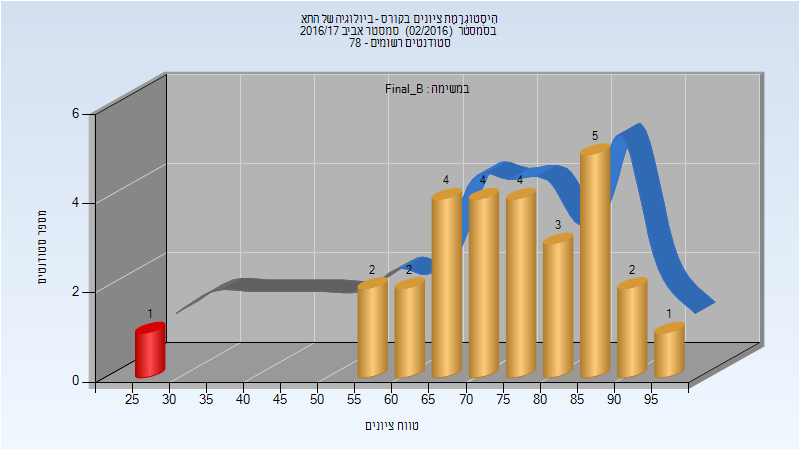 היסטוגרמת ציונים בקורס - ביולוגיה של התא
בסמסטר (02/2016) סמסטר אביב 2016/17
סטודנטים רשומים - 78
במשימה : Final_B
מספר סטודנטים
6
4
2
0
1
2
2
4
4
4
3
5
2
1
25 30 35 40 45 50 55 60 65 70 75 80 85 90 95
טווח ציונים